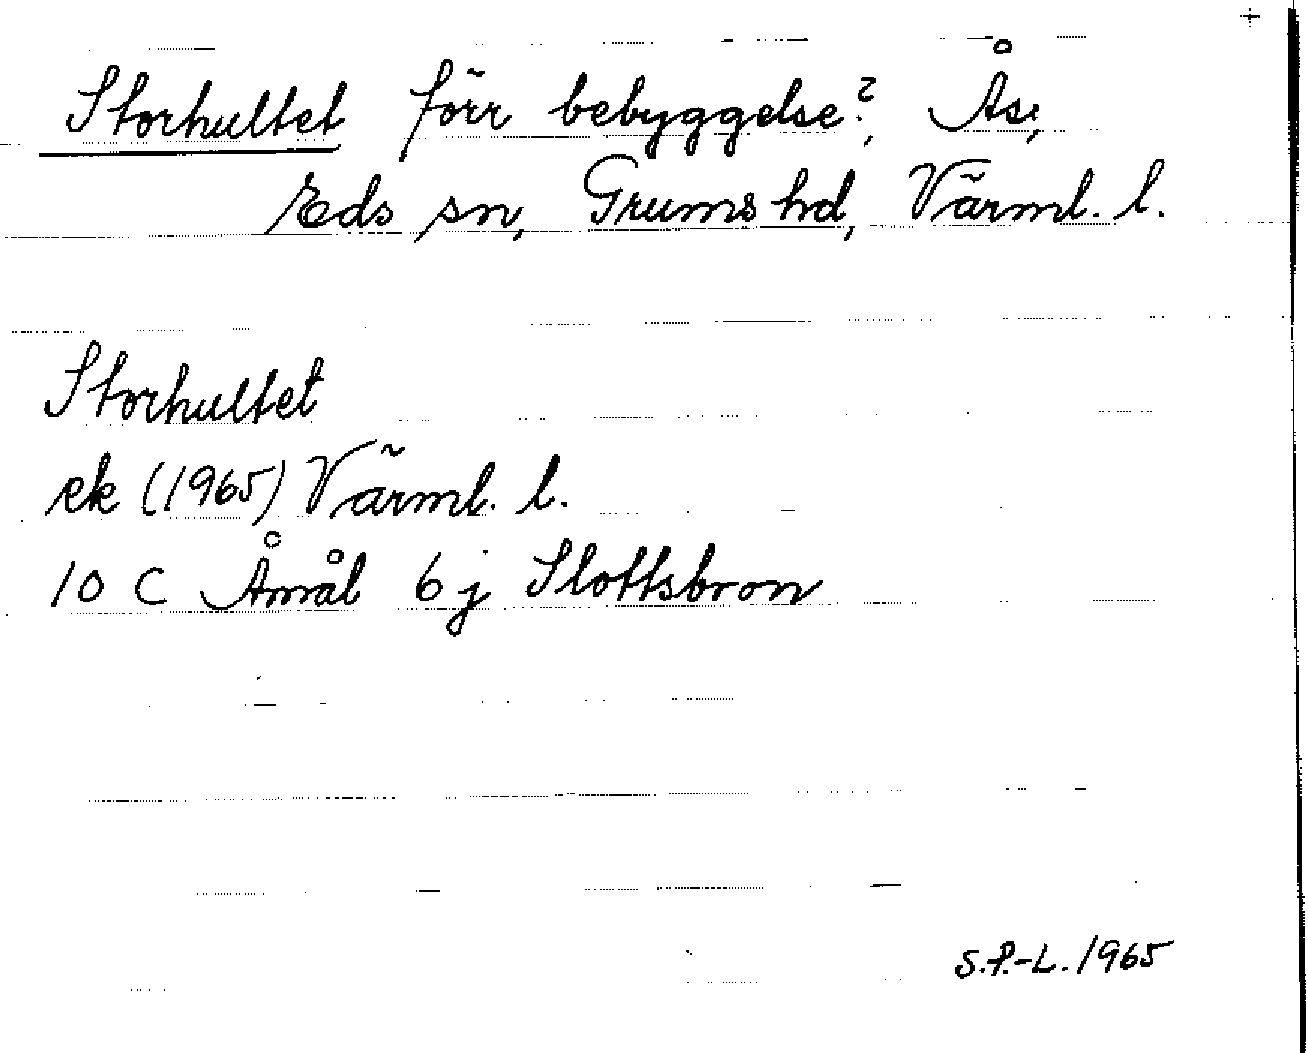 Storhultet förr bebyggelse?, Ås,
Eds sn, Grums hd, Värml. l.
Storhultet
ek (1965) Värml. l.
10 C Åmål 6 j Slottsbron
S.P.-L. 1965